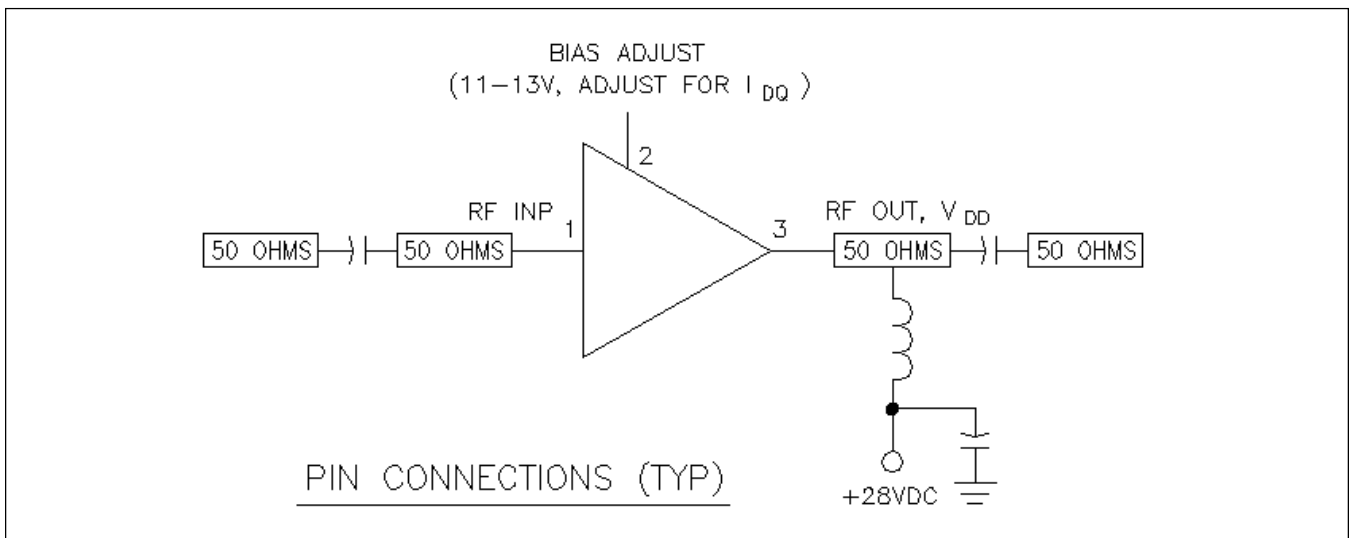 BIAS ADJUST
(11-13V, ADJUST FOR I DQ )
2
RF INP
1
3
RF OUT, V DD
50 OHMS
50 OHMS
50 OHMS
50 OHMS
+28VDC
PIN CONNECTIONS (TYP)